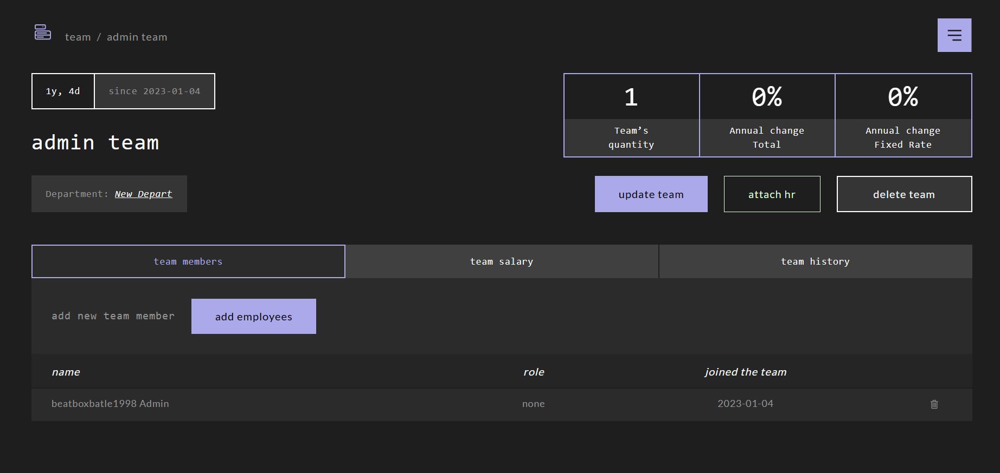 team / admin team
1y, 4d
since 2023-01-04
1
Team’s
quantity
0%
Annual change
Total
0%
Annual change
Fixed Rate
admin team
Department: New Depart
update team
attach hr
delete team
team members
team salary
team history
add new team member
add employees
name
role
joined the team
beatboxbatle1998 Admin
none
2023-01-04